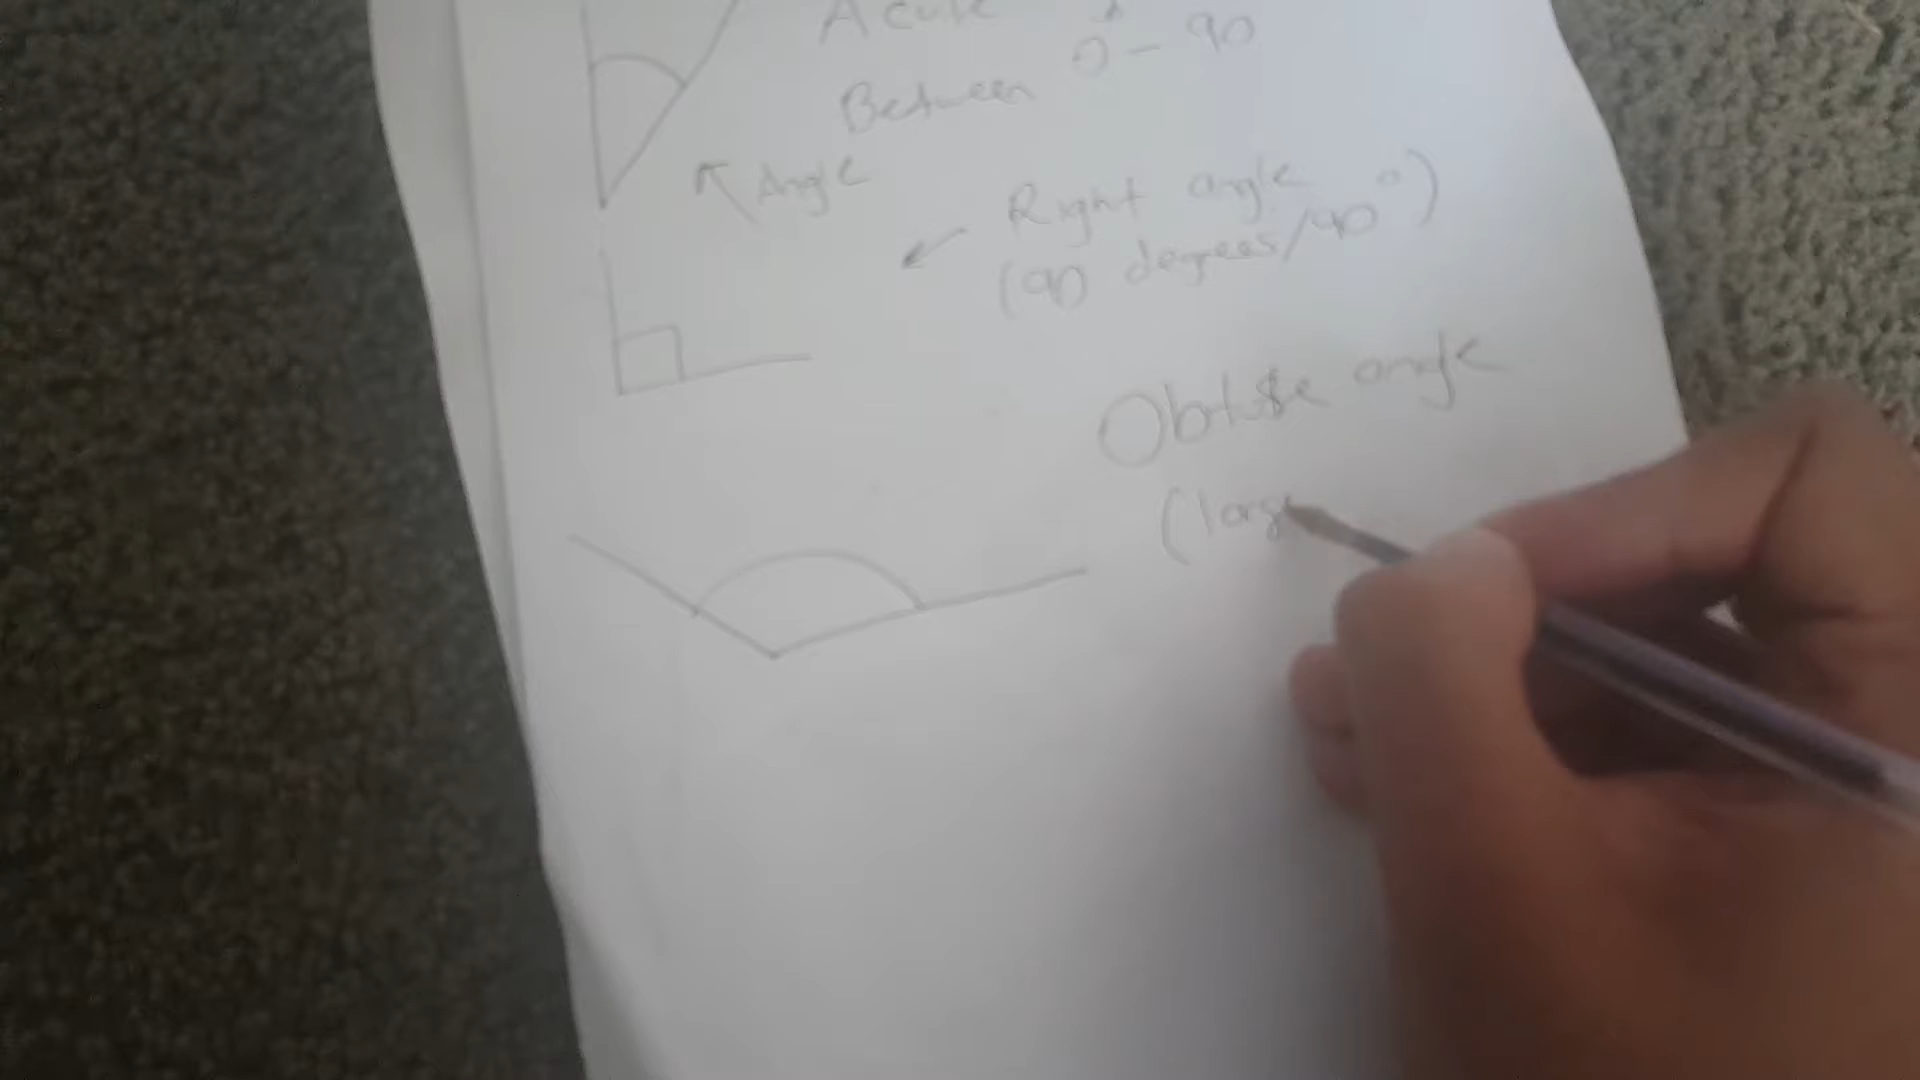 Acute
0 - 90
Between
Angle
Right angle
(90 degrees/90°)
Obtuse angle
(larg